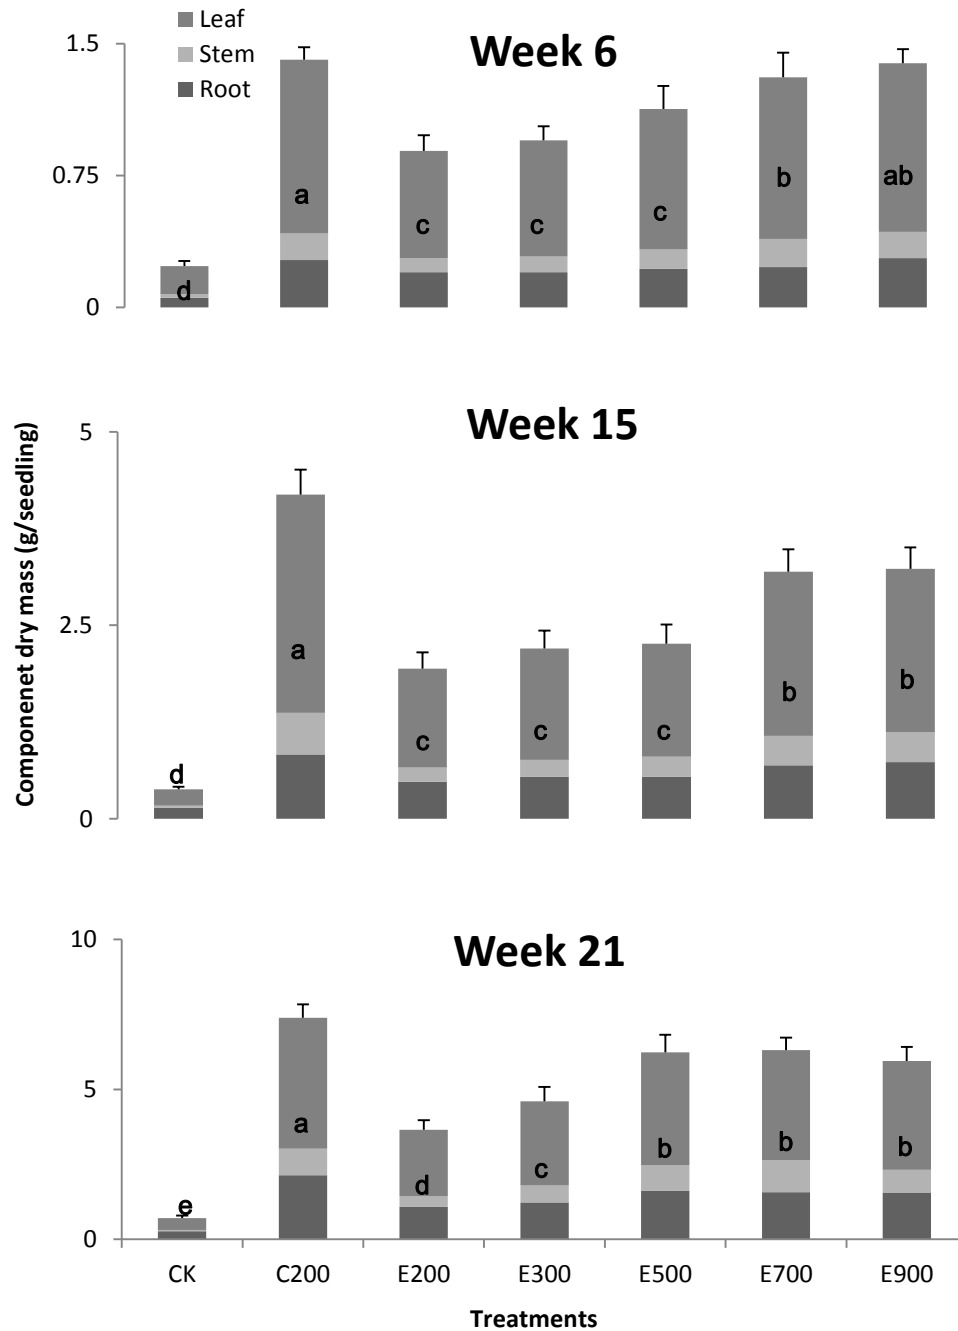 Leaf
Stem
Root
Week 6
1.5
0.75
0
d
a
c
c
c
b
ab
Week 15
Componenet dry mass (g/seedling)
5
2.5
0
d
a
c
c
c
b
b
Week 21
10
5
0
e
a
d
c
b
b
b
CK C200 E200 E300 E500 E700 E900
Treatments